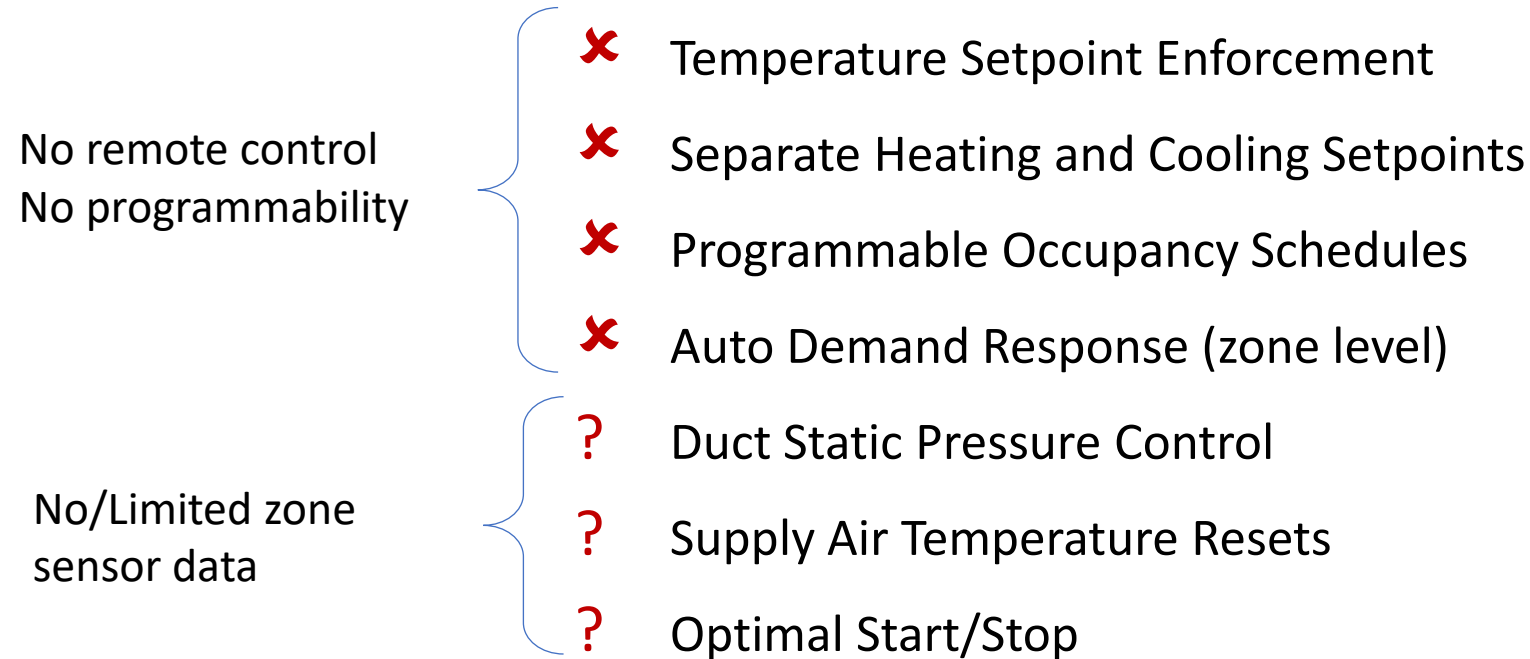 No remote control
No programmability
✘ Temperature Setpoint Enforcement
✘ Separate Heating and Cooling Setpoints
✘ Programmable Occupancy Schedules
✘ Auto Demand Response (zone level)
No/Limited zone
sensor data
? Duct Static Pressure Control
? Supply Air Temperature Resets
? Optimal Start/Stop